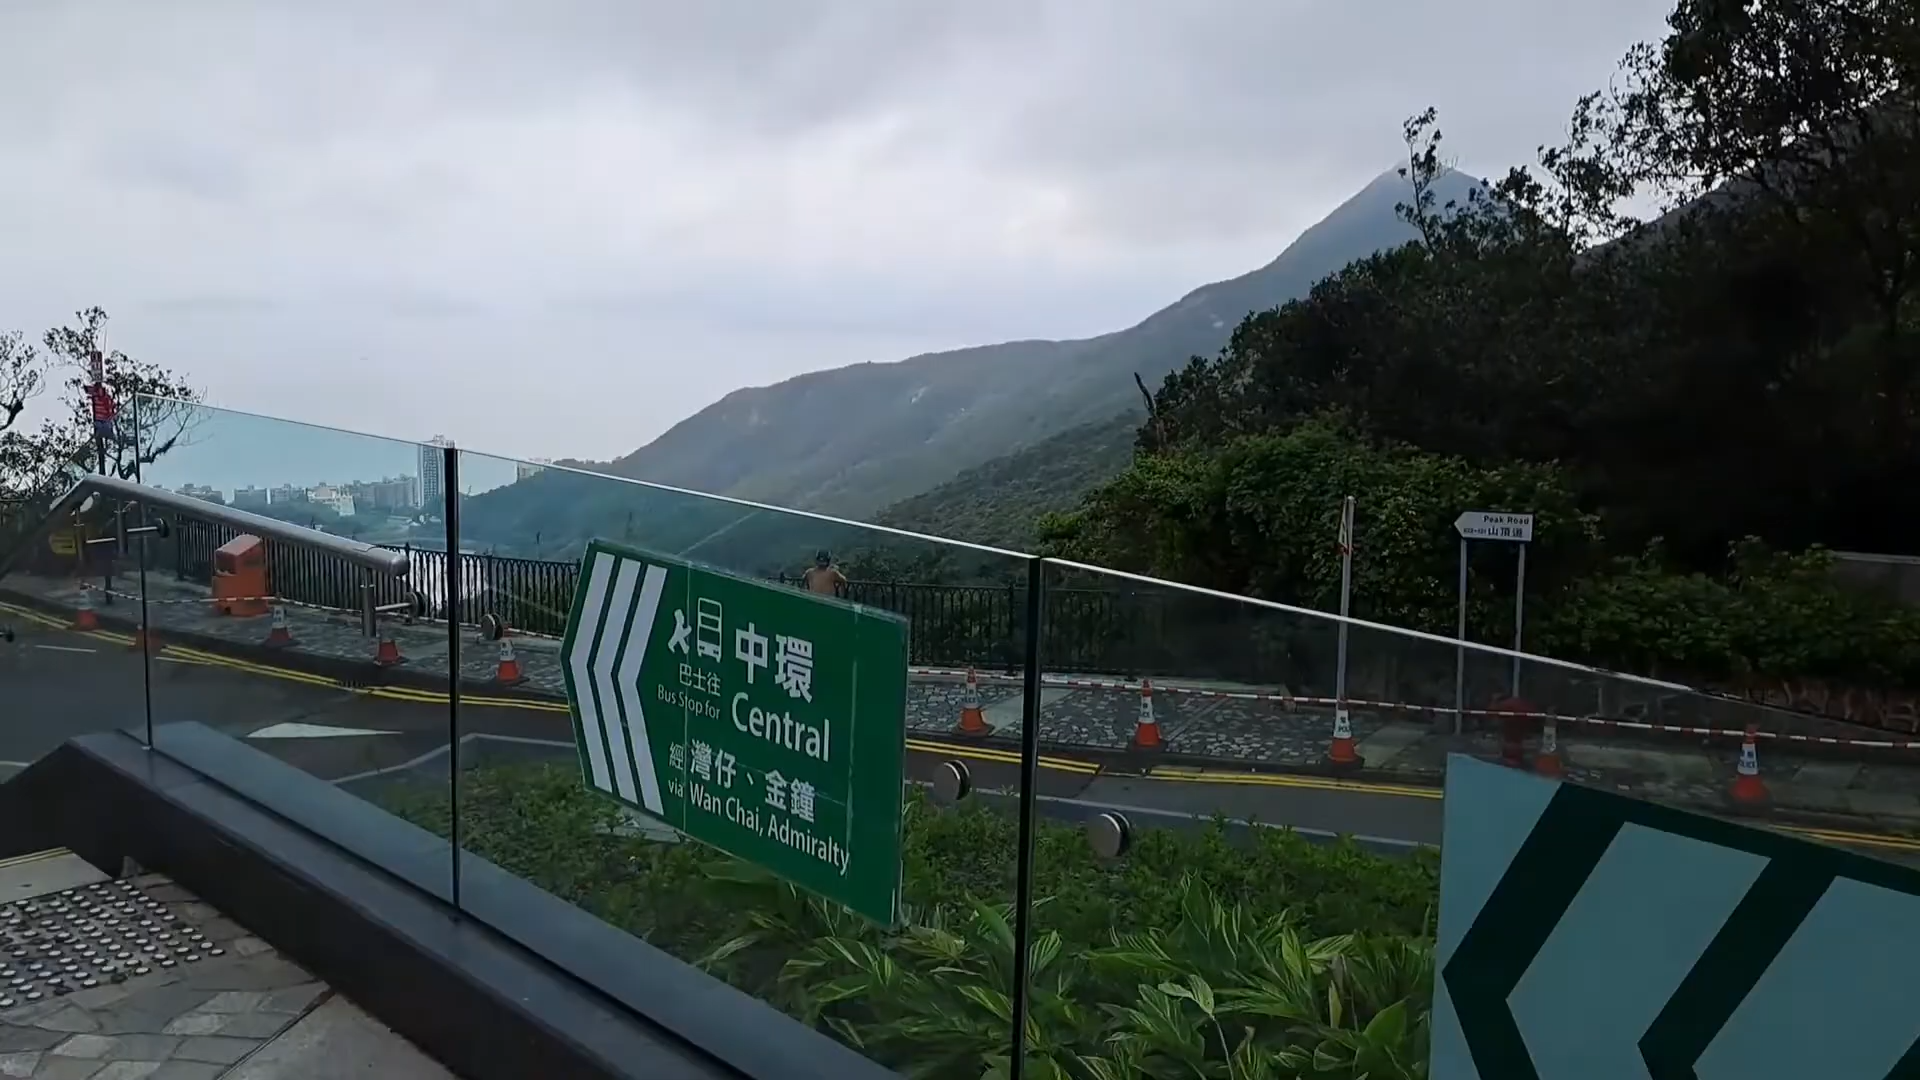 中環
巴士往
Bus Stop for
Central
經 灣仔、金鐘
via Wan Chai, Admiralty
Peak Road
山頂道